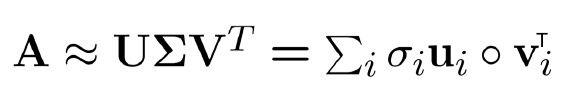 A ≈ UΣV^T = ∑_i σ_i u_i ∘ v_i^⊤